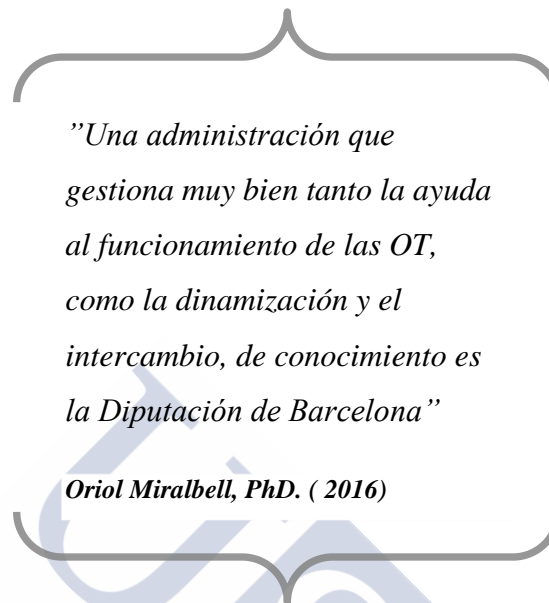 ”Una administración que
gestiona muy bien tanto la ayuda
al funcionamiento de las OT,
como la dinamización y el
intercambio, de conocimiento es
la Diputación de Barcelona”
Oriol Miralbell, PhD. ( 2016)